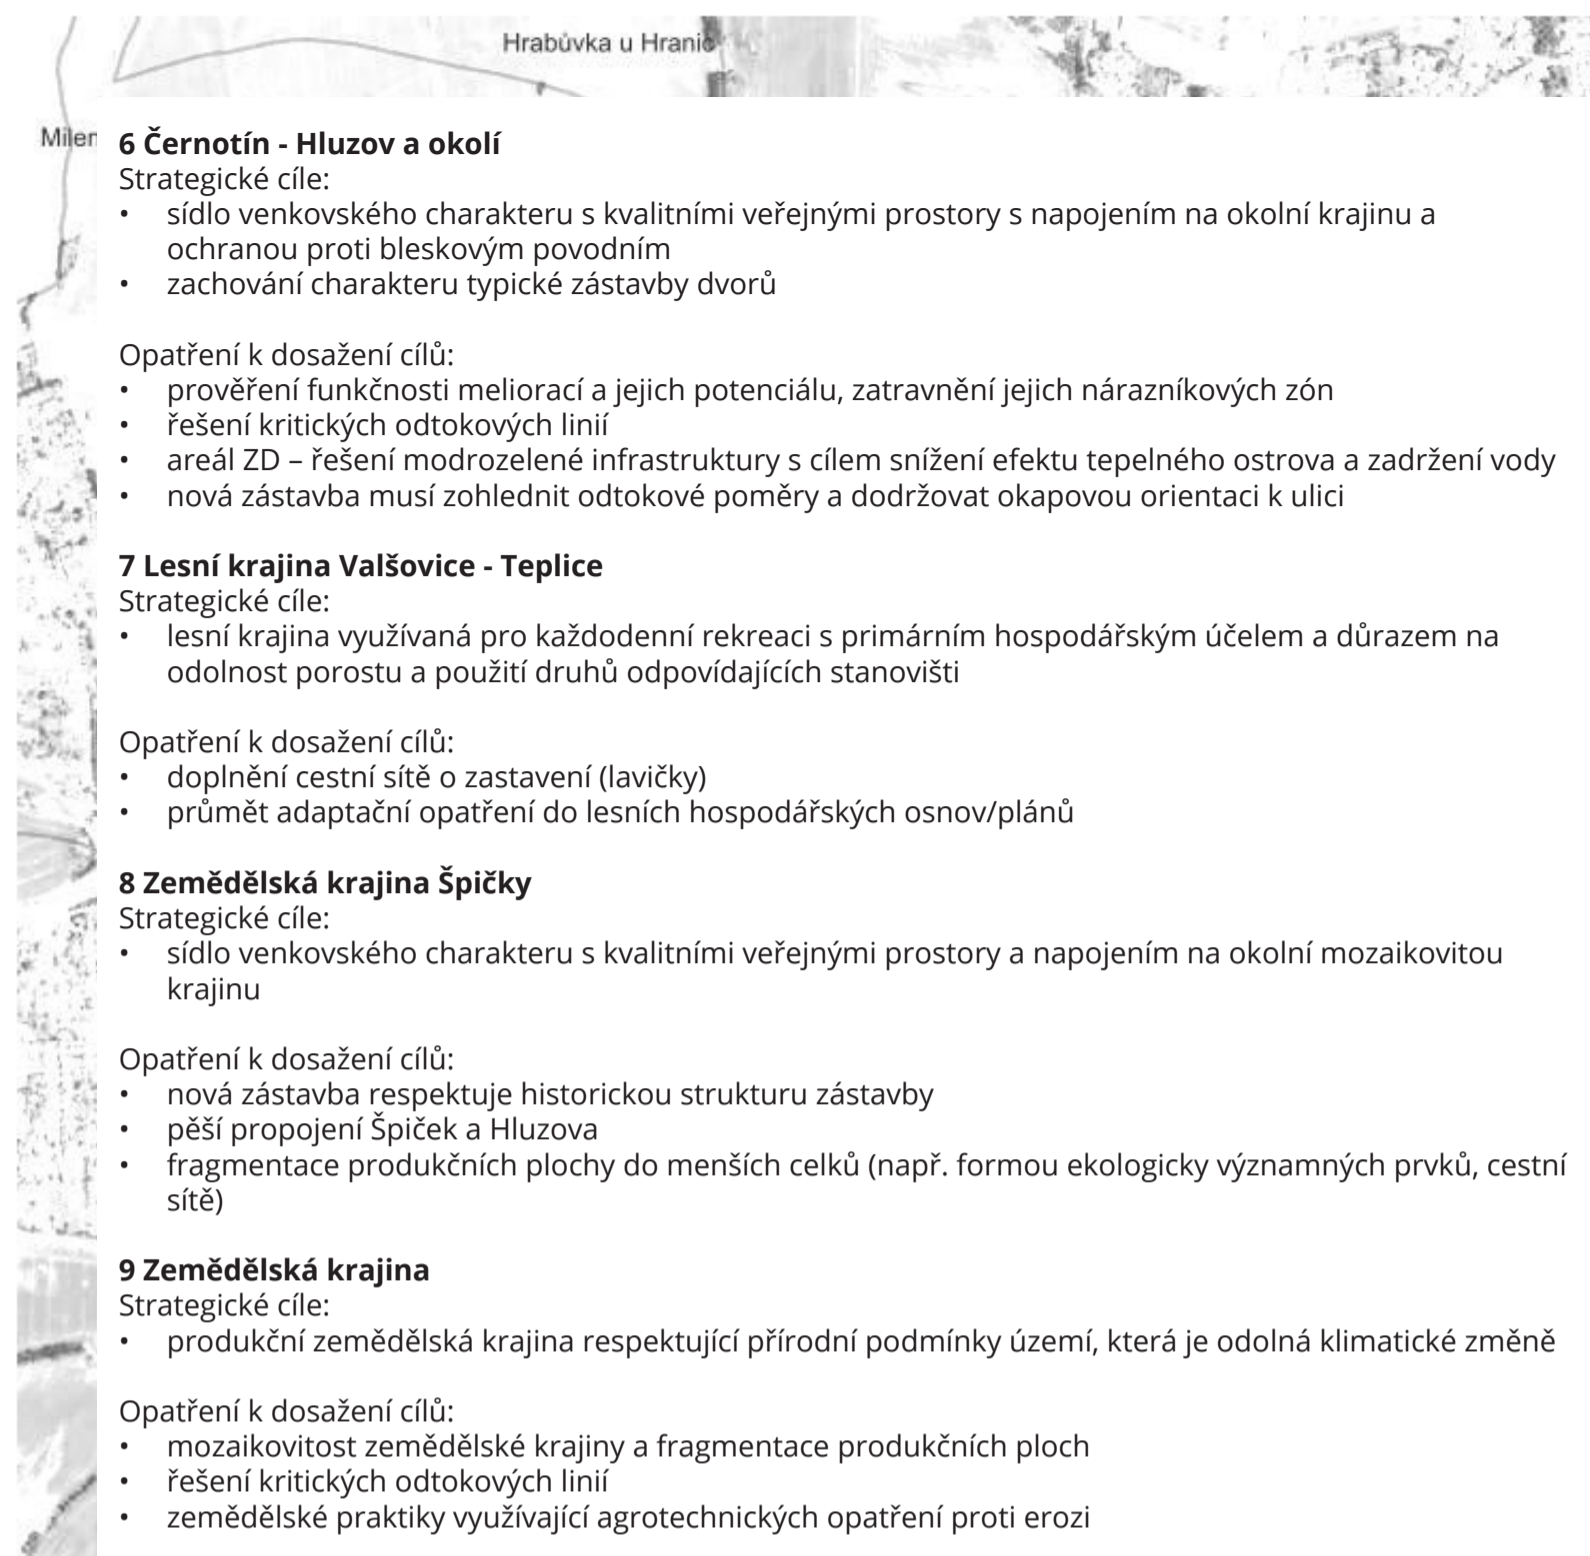 Hrabůvka u Hranic
Milen
6 Černotín - Hluzov a okolí
Strategické cíle:
• sídlo venkovského charakteru s kvalitními veřejnými prostory s napojením na okolní krajinu a
ochranou proti bleskovým povodním
• zachování charakteru typické zástavby dvorů
Opatření k dosažení cílů:
• prověření funkčnosti meliorací a jejich potenciálu, zatravnění jejich nárazníkových zón
• řešení kritických odtokových linií
• areál ZD – řešení modrozelené infrastruktury s cílem snížení efektu tepelného ostrova a zadržení vody
• nová zástavba musí zohlednit odtokové poměry a dodržovat okapovou orientaci k ulici
7 Lesní krajina Valšovice - Teplice
Strategické cíle:
• lesní krajina využívaná pro každodenní rekreaci s primárním hospodářským účelem a důrazem na
odolnost porostu a použití druhů odpovídajících stanovišti
Opatření k dosažení cílů:
• doplnění cestní sítě o zastavení (lavičky)
• průmět adaptační opatření do lesních hospodářských osnov/plánů
8 Zemědělská krajina Špičky
Strategické cíle:
• sídlo venkovského charakteru s kvalitními veřejnými prostory a napojením na okolní mozaikovitou
krajinu
Opatření k dosažení cílů:
• nová zástavba respektuje historickou strukturu zástavby
• pěší propojení Špiček a Hluzova
• fragmentace produkčních plochy do menších celků (např. formou ekologicky významných prvků, cestní
sítě)
9 Zemědělská krajina
Strategické cíle:
• produkční zemědělská krajina respektující přírodní podmínky území, která je odolná klimatické změně
Opatření k dosažení cílů:
• mozaikovitost zemědělské krajiny a fragmentace produkčních ploch
• řešení kritických odtokových linií
• zemědělské praktiky využívající agrotechnických opatření proti erozi